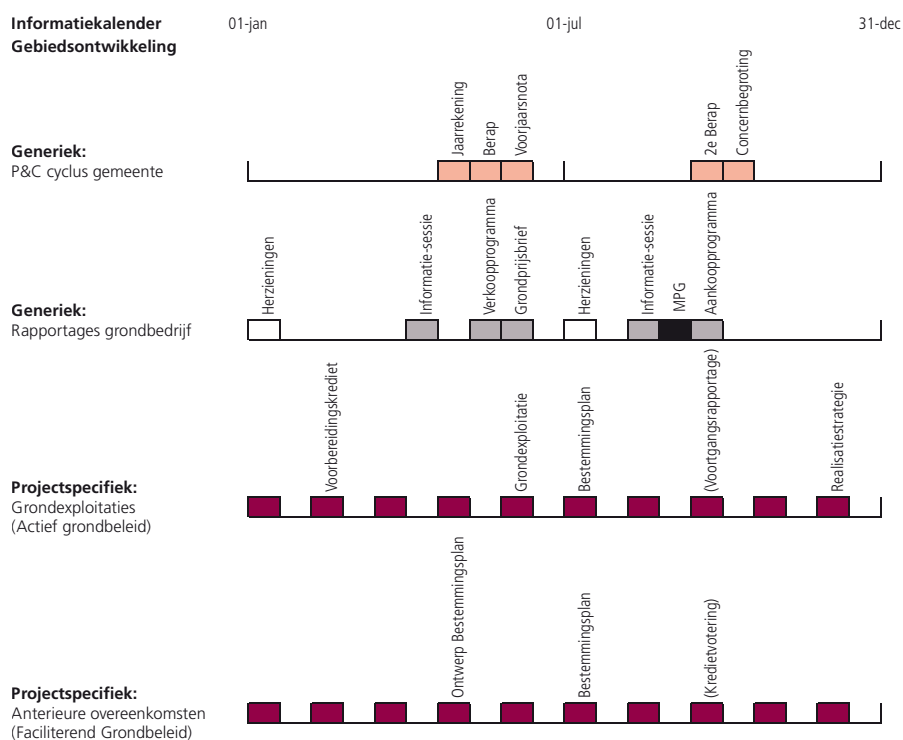 Informatiekalender
Gebiedsontwikkeling
01-jan
01-jul
31-dec
Generiek:
P&C cyclus gemeente
Jaarrekening
Berap
Voorjaarsnota
2e Berap
Concernbegroting
Generiek:
Rapportages grondbedrijf
Herzieningen
Informatie-sessie
Verkoopprogramma
Grondprijsbrief
Herzieningen
Informatie-sessie
MPG
Aankoopprogramma
Projectspecifiek:
Grondexploitaties
(Actief grondbeleid)
Voorbereidingskrediet
Grondexploitatie
Bestemmingsplan
(Voortgangsrapportage)
Realisatiestrategie
Projectspecifiek:
Anterieure overeenkomsten
(Faciliterend Grondbeleid)
Ontwerp Bestemmingsplan
Bestemmingsplan
(Kredietvotering)